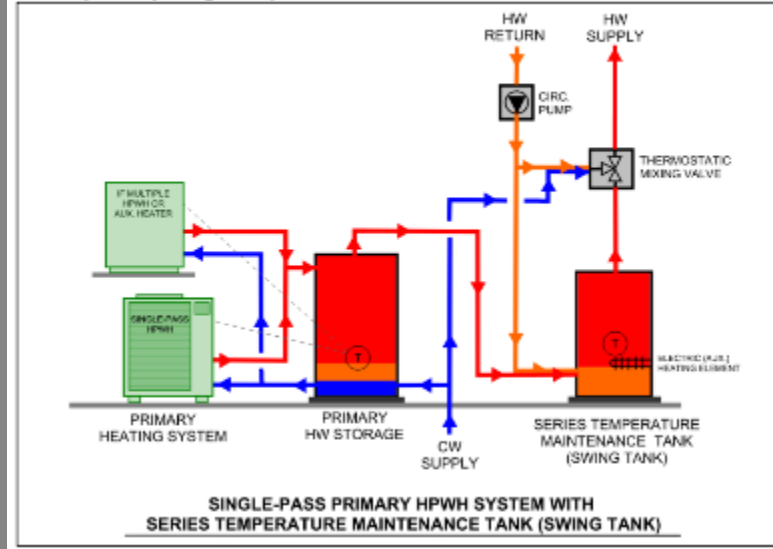 HW
RETURN
HW
SUPPLY
CIRC.
PUMP
THERMOSTATIC
MIXING VALVE
IF MULTIPLE
HPWH OR
AUX. HEATER
SINGLE-PASS
HPWH
T
T
ELECTRIC (AUX.)
HEATING ELEMENT
PRIMARY
HEATING SYSTEM
PRIMARY
HW STORAGE
CW
SUPPLY
SERIES TEMPERATURE
MAINTENANCE TANK
(SWING TANK)
SINGLE-PASS PRIMARY HPWH SYSTEM WITH
SERIES TEMPERATURE MAINTENANCE TANK (SWING TANK)